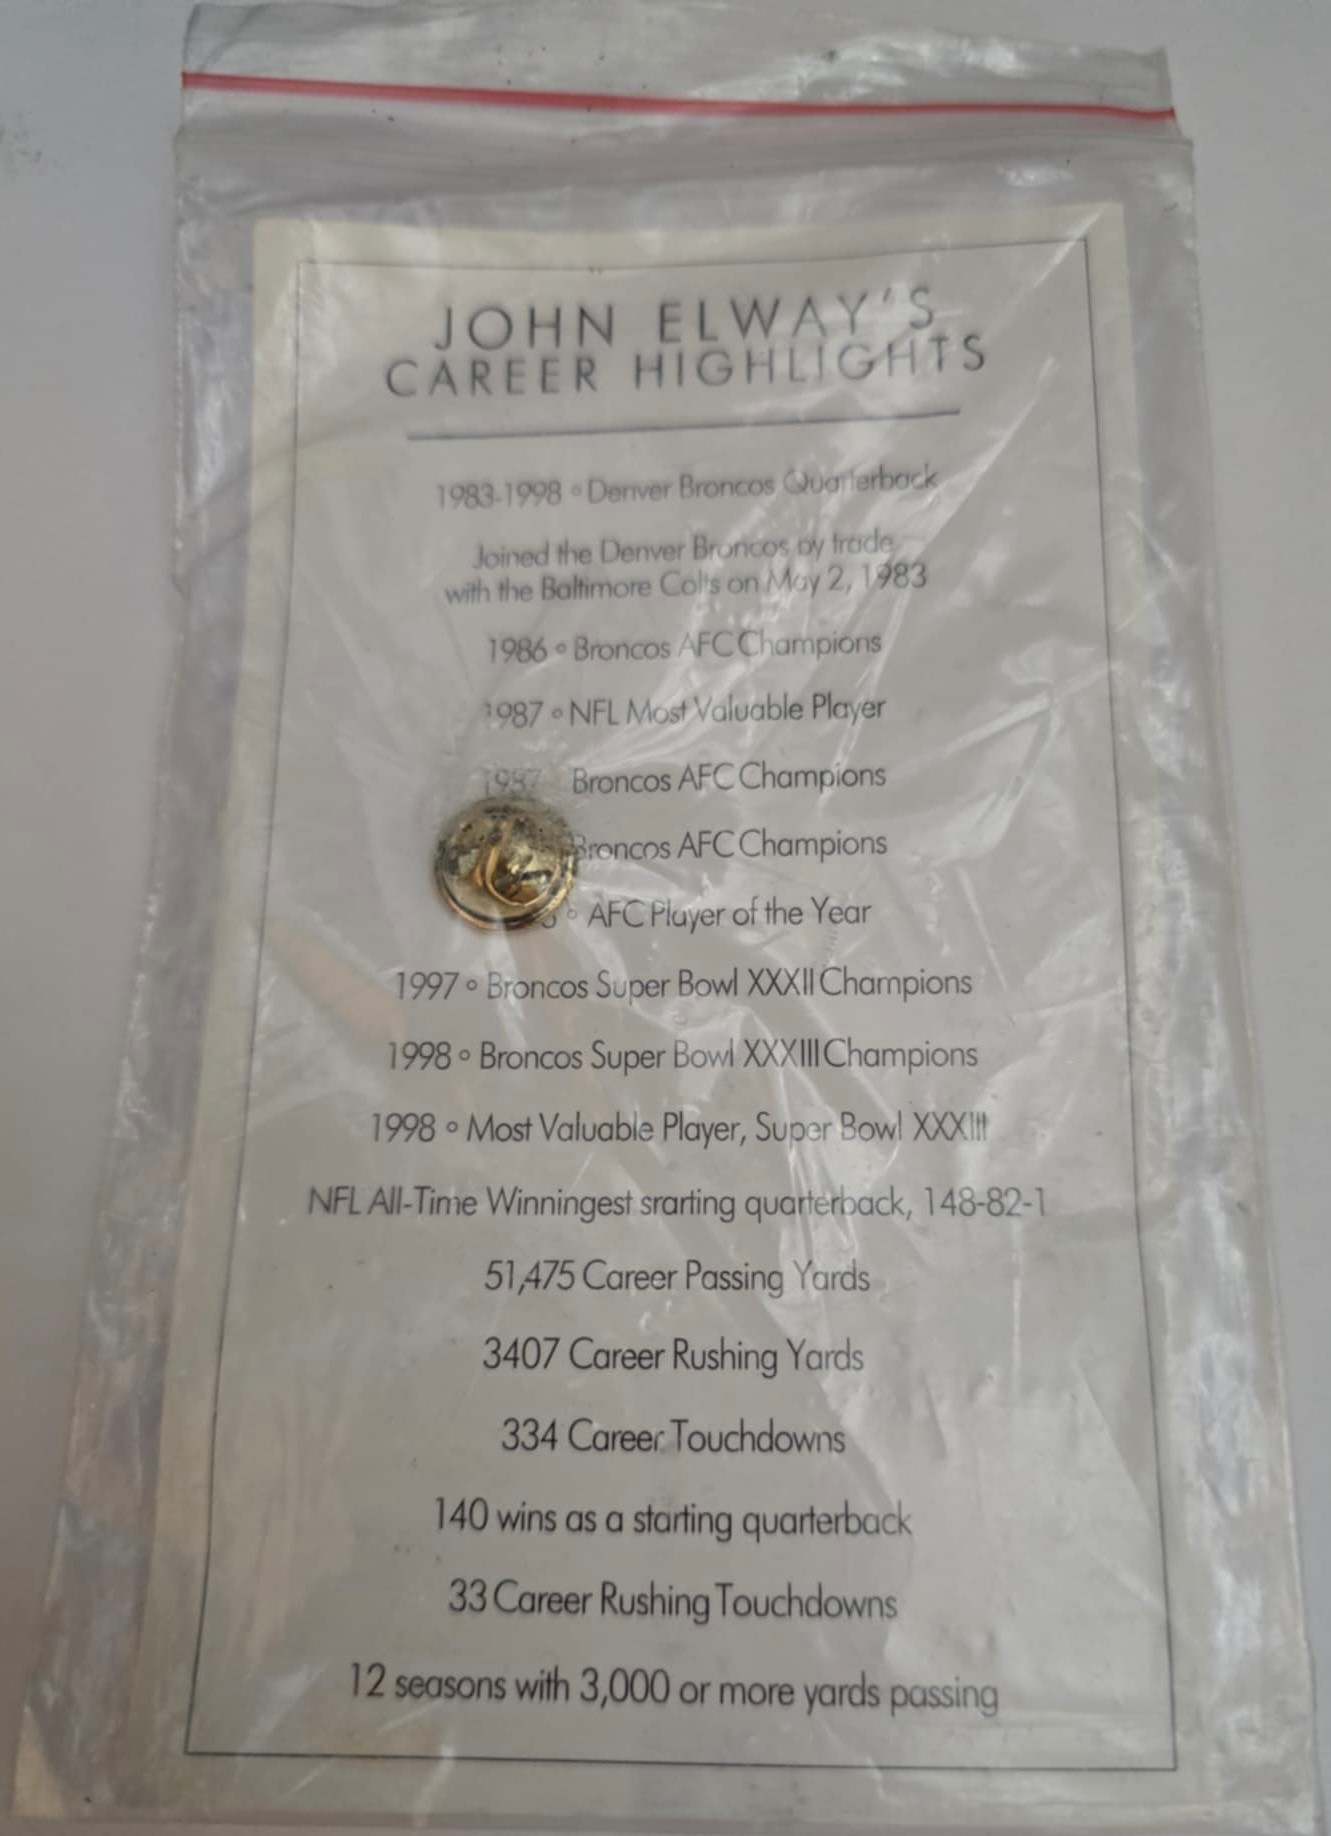 JOHN ELWAY'S
CAREER HIGHLIGHTS
1983-1998 ∘ Denver Broncos Quarterback
Joined the Denver Broncos by trade
with the Baltimore Colts on May 2, 1983
1986 ∘ Broncos AFC Champions
1987 ∘ NFL Most Valuable Player
1987 Broncos AFC Champions
Broncos AFC Champions
∘ AFC Player of the Year
1997 ∘ Broncos Super Bowl XXXII Champions
1998 ∘ Broncos Super Bowl XXXIII Champions
1998 ∘ Most Valuable Player, Super Bowl XXXIII
NFL All-Time Winningest srarting quarterback, 148-82-1
51,475 Career Passing Yards
3407 Career Rushing Yards
334 Career Touchdowns
140 wins as a starting quarterback
33 Career Rushing Touchdowns
12 seasons with 3,000 or more yards passing